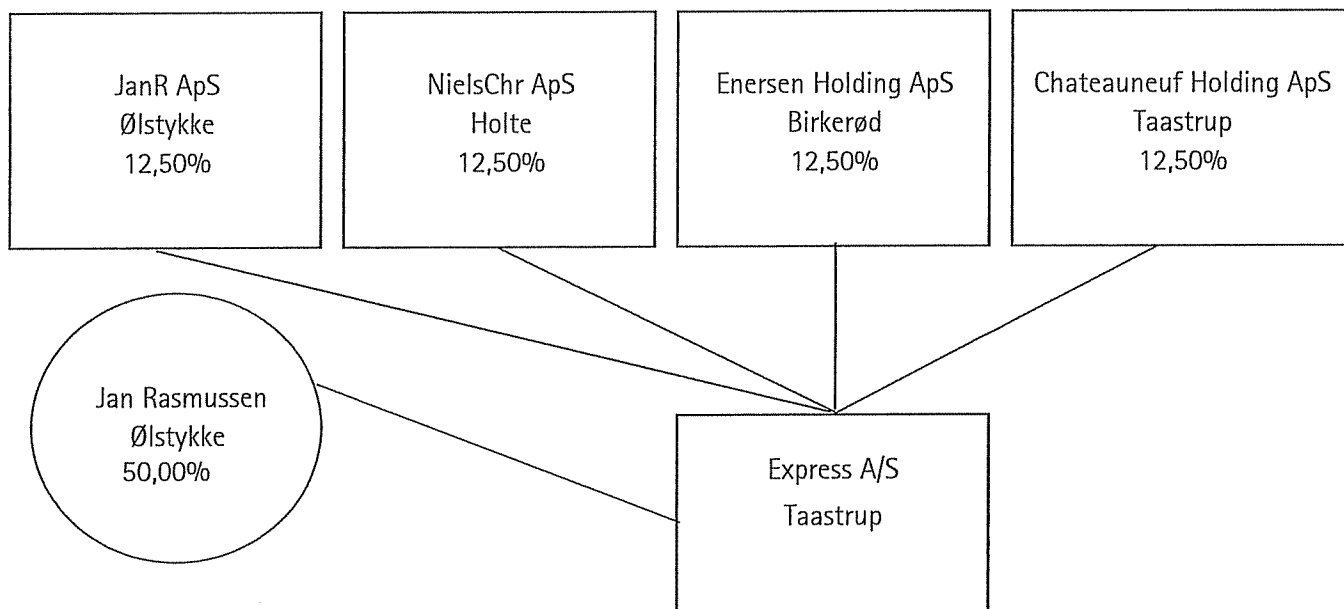 JanR ApS
Ølstykke
12,50%
NielsChr ApS
Holte
12,50%
Enersen Holding ApS
Birkerød
12,50%
Chateauneuf Holding ApS
Taastrup
12,50%
Jan Rasmussen
Ølstykke
50,00%
Express A/S
Taastrup